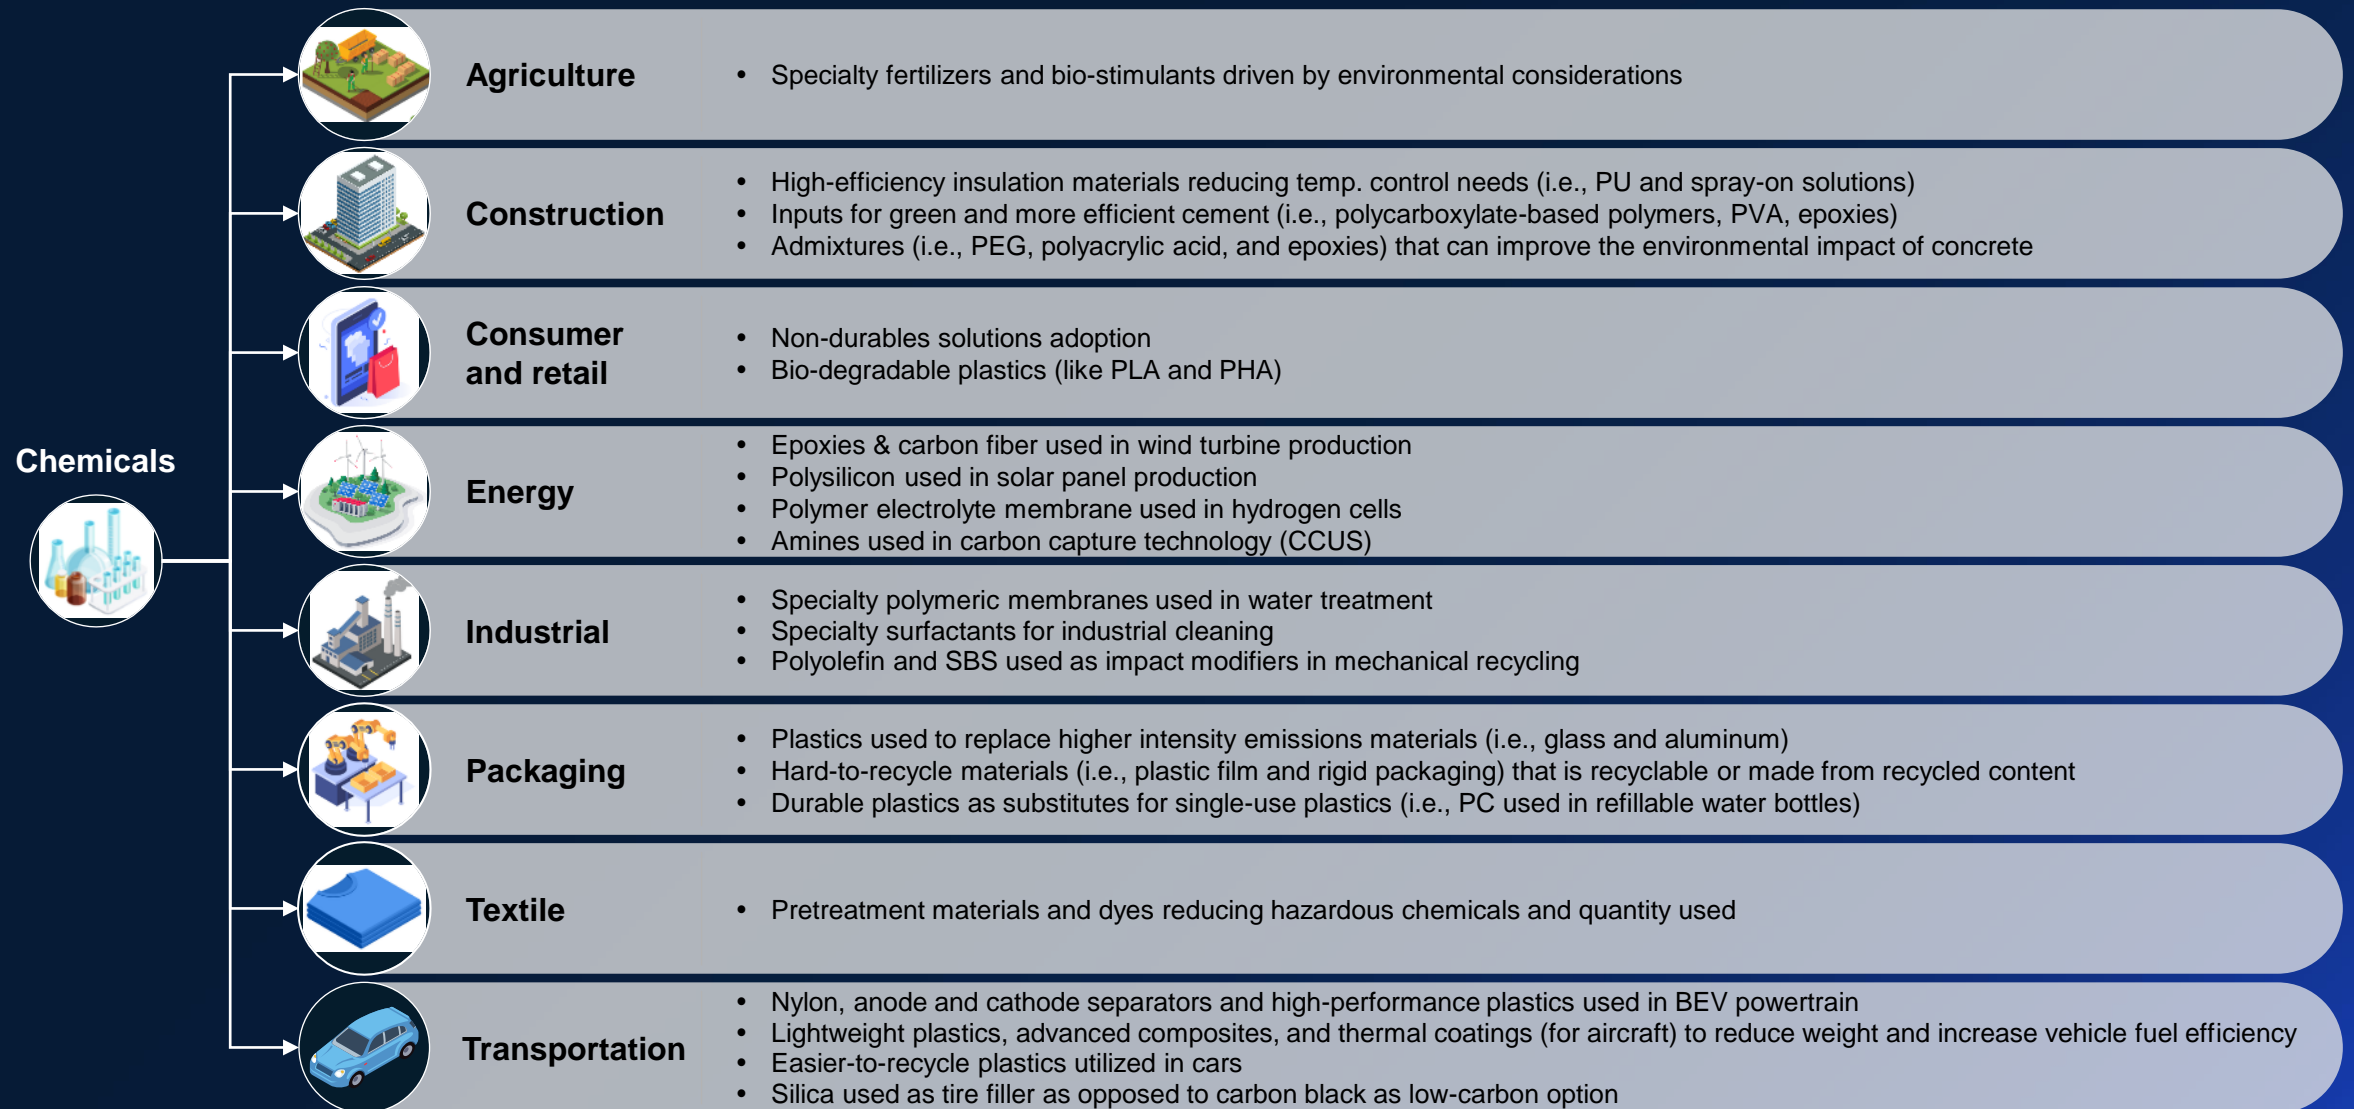 Chemicals
Agriculture
• Specialty fertilizers and bio-stimulants driven by environmental considerations
Construction
• High-efficiency insulation materials reducing temp. control needs (i.e., PU and spray-on solutions)
• Inputs for green and more efficient cement (i.e., polycarboxylate-based polymers, PVA, epoxies)
• Admixtures (i.e., PEG, polyacrylic acid, and epoxies) that can improve the environmental impact of concrete
Consumer
and retail
• Non-durables solutions adoption
• Bio-degradable plastics (like PLA and PHA)
Energy
• Epoxies & carbon fiber used in wind turbine production
• Polysilicon used in solar panel production
• Polymer electrolyte membrane used in hydrogen cells
• Amines used in carbon capture technology (CCUS)
Industrial
• Specialty polymeric membranes used in water treatment
• Specialty surfactants for industrial cleaning
• Polyolefin and SBS used as impact modifiers in mechanical recycling
Packaging
• Plastics used to replace higher intensity emissions materials (i.e., glass and aluminum)
• Hard-to-recycle materials (i.e., plastic film and rigid packaging) that is recyclable or made from recycled content
• Durable plastics as substitutes for single-use plastics (i.e., PC used in refillable water bottles)
Textile
• Pretreatment materials and dyes reducing hazardous chemicals and quantity used
Transportation
• Nylon, anode and cathode separators and high-performance plastics used in BEV powertrain
• Lightweight plastics, advanced composites, and thermal coatings (for aircraft) to reduce weight and increase vehicle fuel efficiency
• Easier-to-recycle plastics utilized in cars
• Silica used as tire filler as opposed to carbon black as low-carbon option